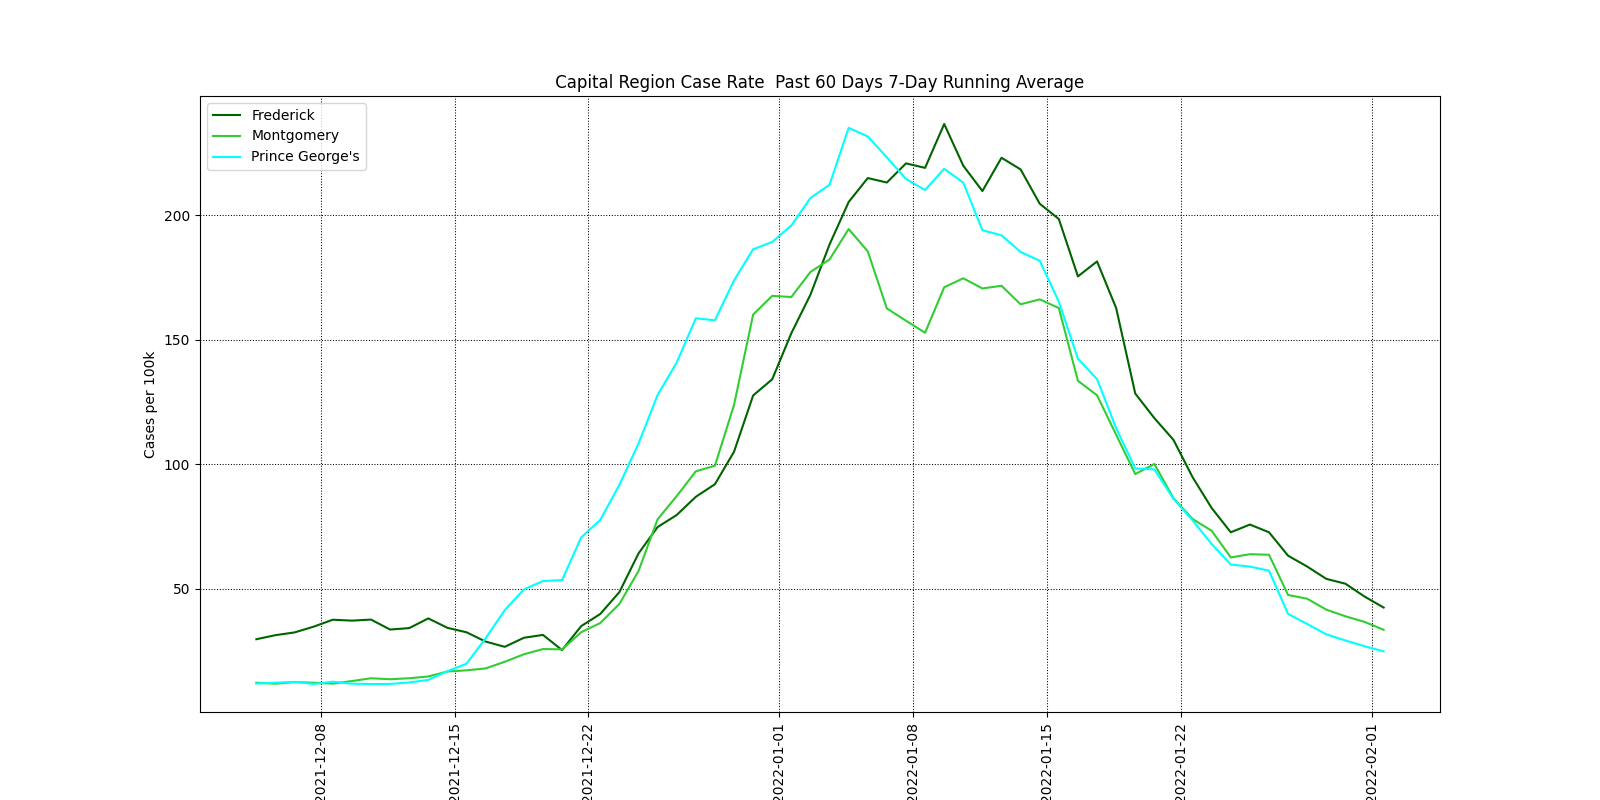 Capital Region Case Rate  Past 60 Days 7-Day Running Average
Frederick
Montgomery
Prince George's
Cases per 100k
200
150
100
50
2021-12-08
2021-12-15
2021-12-22
2022-01-01
2022-01-08
2022-01-15
2022-01-22
2022-02-01